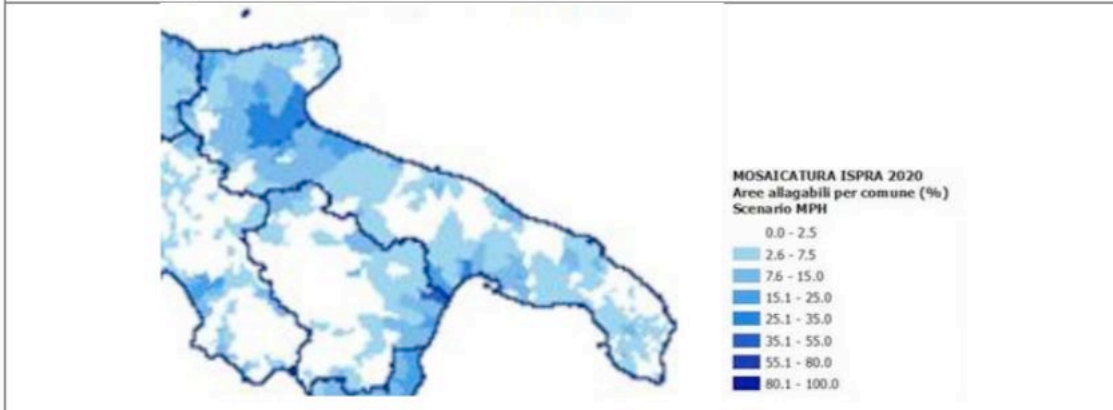 MOSAICATURA ISPRA 2020
Aree allagabili per comune (%)
Scenario MPH
0.0 - 2.5
2.6 - 7.5
7.6 - 15.0
15.1 - 25.0
25.1 - 35.0
35.1 - 55.0
55.1 - 80.0
80.1 - 100.0